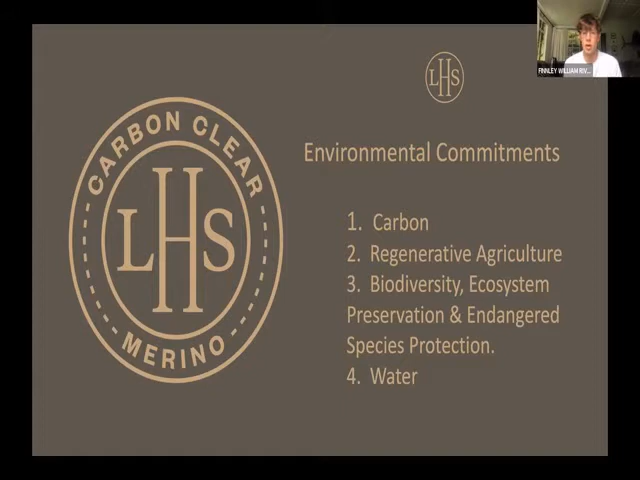 FINNLEY WILLIAM RIV...
LHS
CARBON CLEAR
LHS
MERINO
Environmental Commitments
1. Carbon
2. Regenerative Agriculture
3. Biodiversity, Ecosystem
Preservation & Endangered
Species Protection.
4. Water